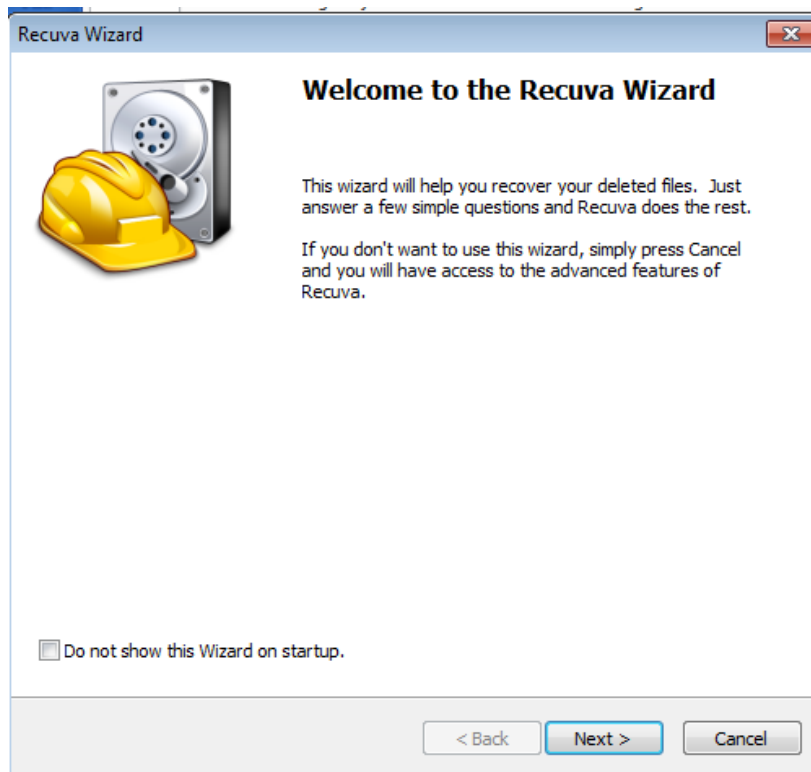 Recuva Wizard
Welcome to the Recuva Wizard
This wizard will help you recover your deleted files.  Just
answer a few simple questions and Recuva does the rest.
If you don't want to use this wizard, simply press Cancel
and you will have access to the advanced features of
Recuva.
Do not show this Wizard on startup.
< Back
Next >
Cancel